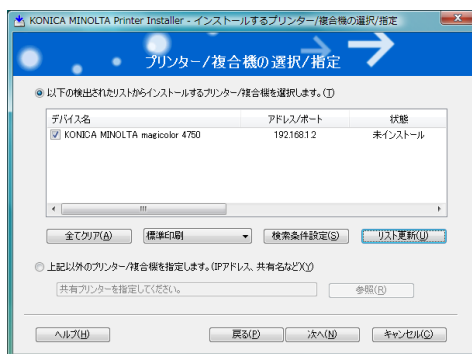 KONICA MINOLTA Printer Installer - インストールするプリンター/複合機の選択/指定
プリンター/複合機の選択/指定
以下の検出されたリストからインストールするプリンター/複合機を選択します。(T)
デバイス名 アドレス/ポート 状態
KONICA MINOLTA magicolor 4750 192.168.1.2 未インストール
全てクリア(A) 標準印刷 検索条件設定(S) リスト更新(U)
上記以外のプリンター/複合機を指定します。(IPアドレス、共有名など)(Y)
共有プリンターを指定してください。 参照(R)
ヘルプ(H) 戻る(P) 次へ(N) キャンセル(C)